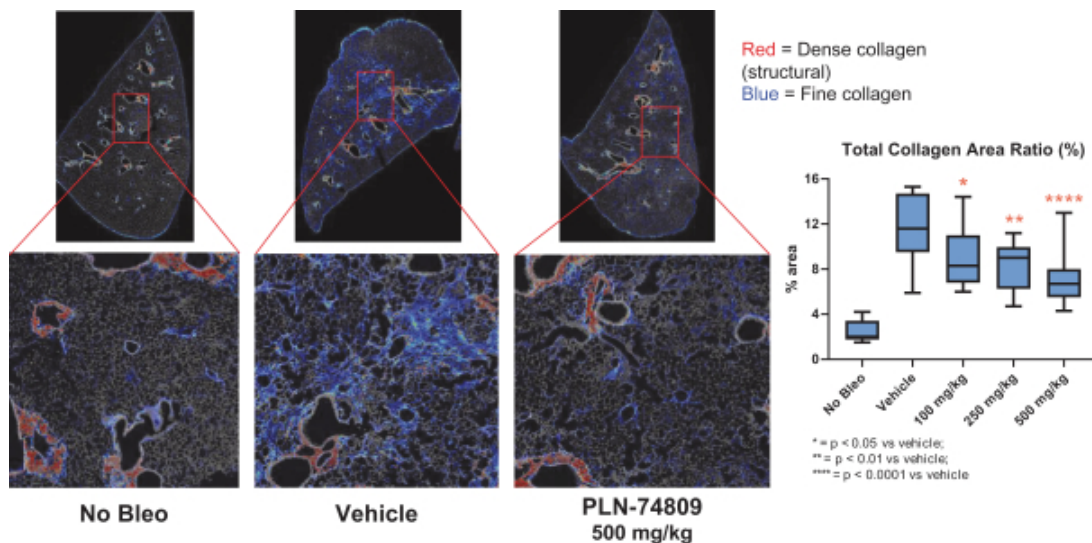 Red = Dense collagen
(structural)
Blue = Fine collagen
Total Collagen Area Ratio (%)
16
12
8
4
0
% area
No Bleo
Vehicle
100 mg/kg
250 mg/kg
500 mg/kg
*
**
****
* = p < 0.05 vs vehicle;
** = p < 0.01 vs vehicle;
**** = p < 0.0001 vs vehicle
No Bleo
Vehicle
PLN-74809
500 mg/kg